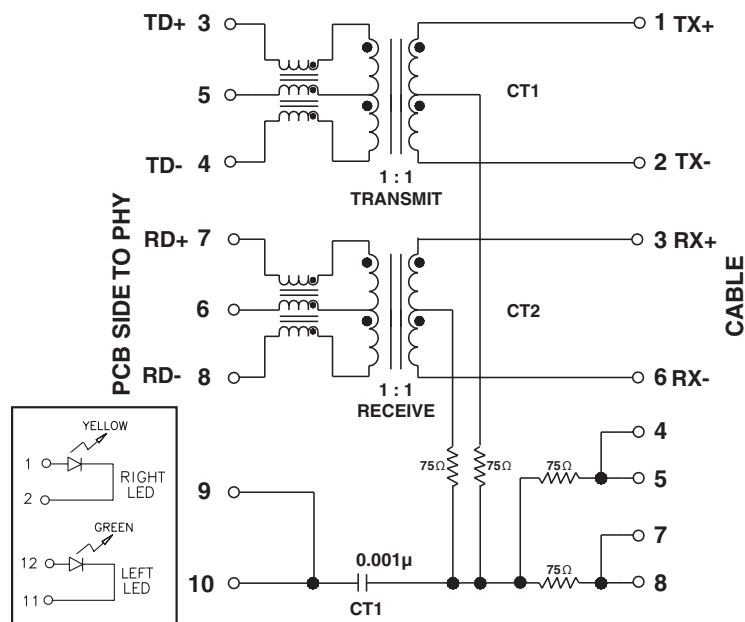 TD+ 3
1 TX+
5
CT1
TD- 4
2 TX-
1 : 1
TRANSMIT
PCB SIDE TO PHY
RD+ 7
3 RX+
6
CT2
CABLE
RD- 8
6 RX-
1 : 1
RECEIVE
YELLOW
1
2
RIGHT
LED
GREEN
12
11
LEFT
LED
75Ω
75Ω
75Ω
4
5
9
7
0.001µ
75Ω
10
8
CT1